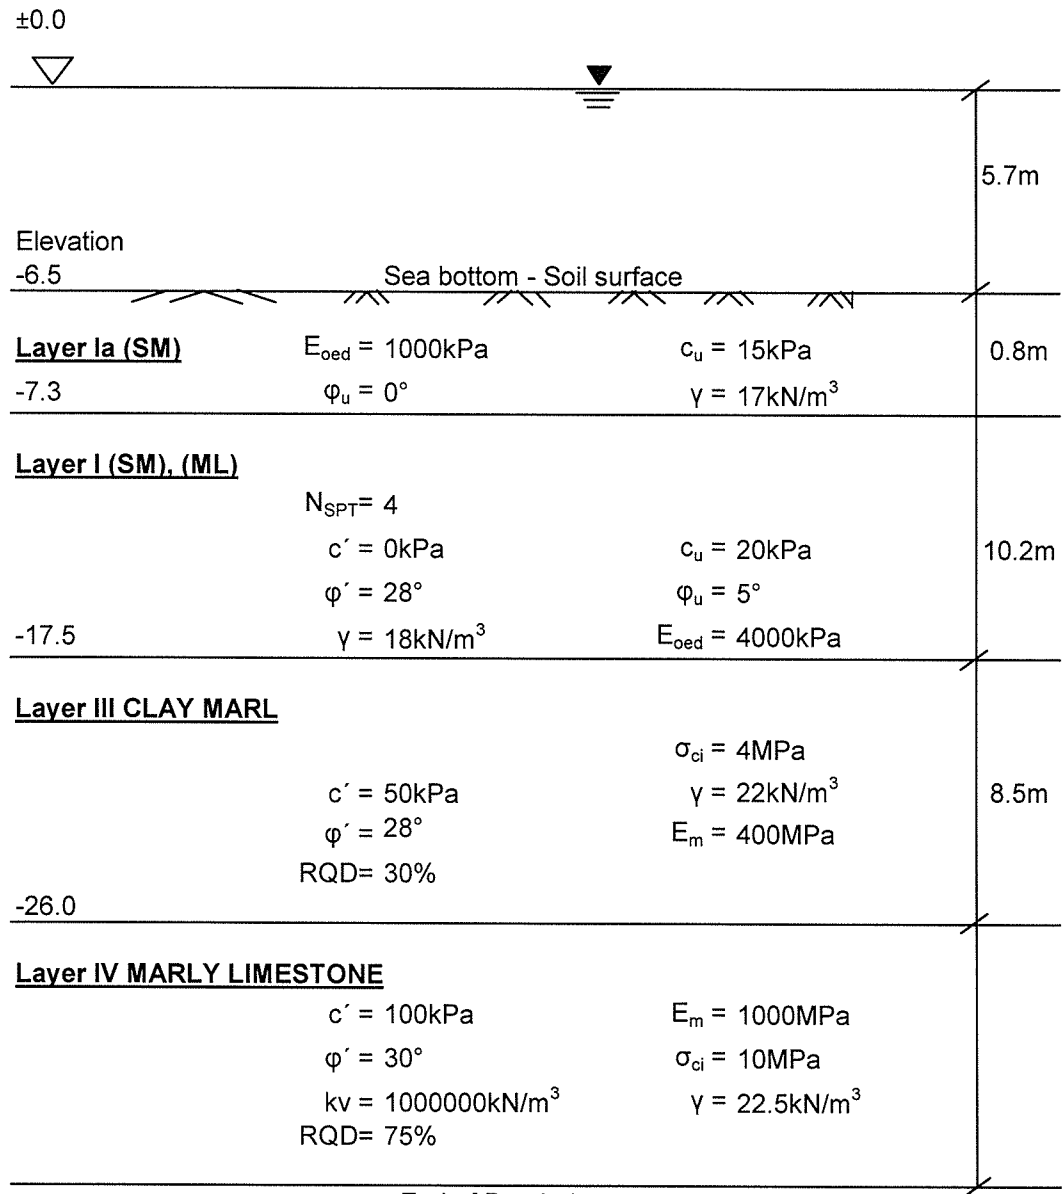 ±0.0
5.7m
Elevation
-6.5 Sea bottom - Soil surface
Layer Ia (SM) E_oed = 1000kPa c_u = 15kPa 0.8m
-7.3 φ_u = 0° γ = 17kN/m³
Layer I (SM), (ML)
N_SPT= 4
c´ = 0kPa c_u = 20kPa 10.2m
φ´ = 28° φ_u = 5°
-17.5 γ = 18kN/m³ E_oed = 4000kPa
Layer III CLAY MARL
σ_ci = 4MPa
c´ = 50kPa γ = 22kN/m³ 8.5m
φ´ = 28° E_m = 400MPa
RQD= 30%
-26.0
Layer IV MARLY LIMESTONE
c´ = 100kPa E_m = 1000MPa
φ´ = 30° σ_ci = 10MPa
kv = 1000000kN/m³ γ = 22.5kN/m³
RQD= 75%